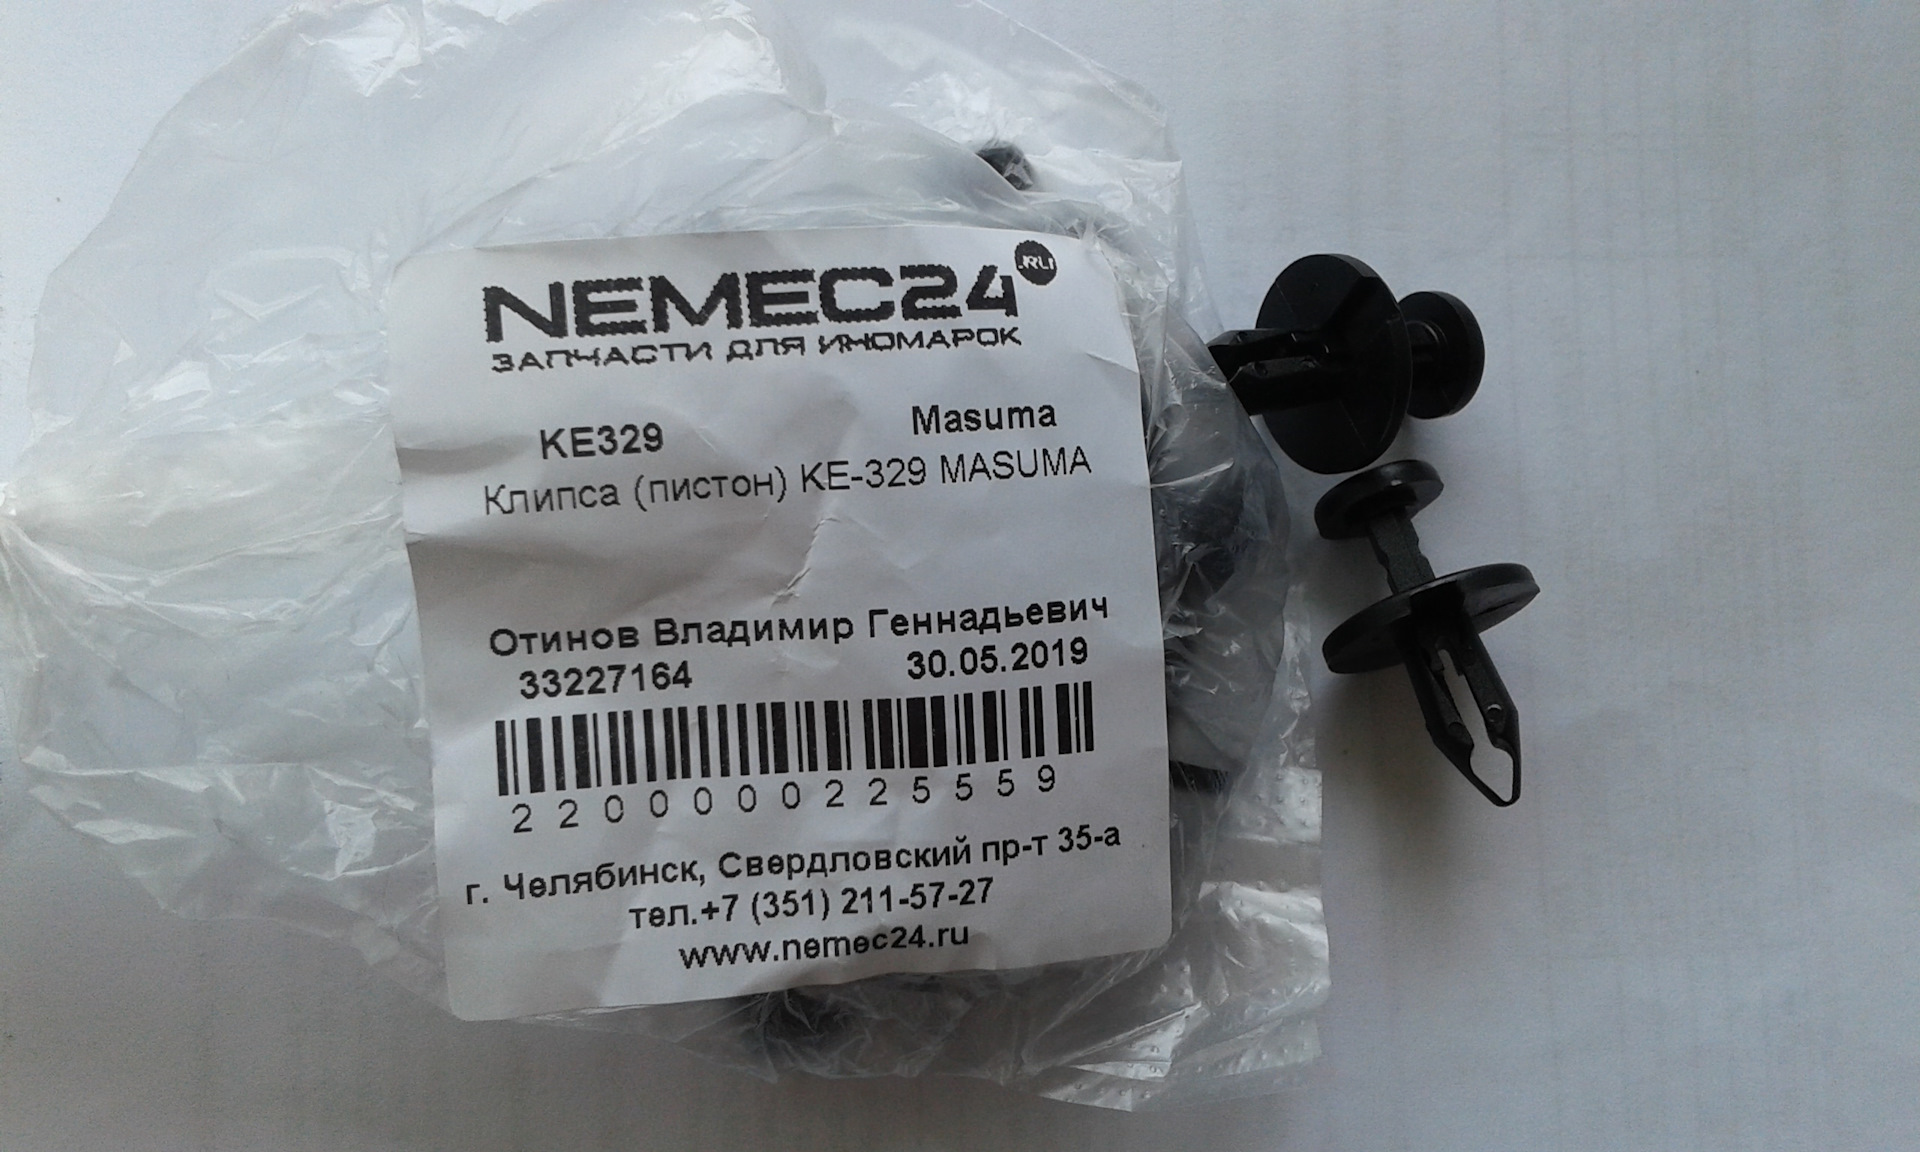 NEMEC24.RU
ЗАПЧАСТИ ДЛЯ ИНОМАРОК
KE329 Masuma
Клипса (пистон) KE-329 MASUMA
Отинов Владимир Геннадьевич
33227164 30.05.2019
2200000225559
г. Челябинск, Свердловский пр-т 35-а
тел.+7 (351) 211-57-27
www.nemec24.ru